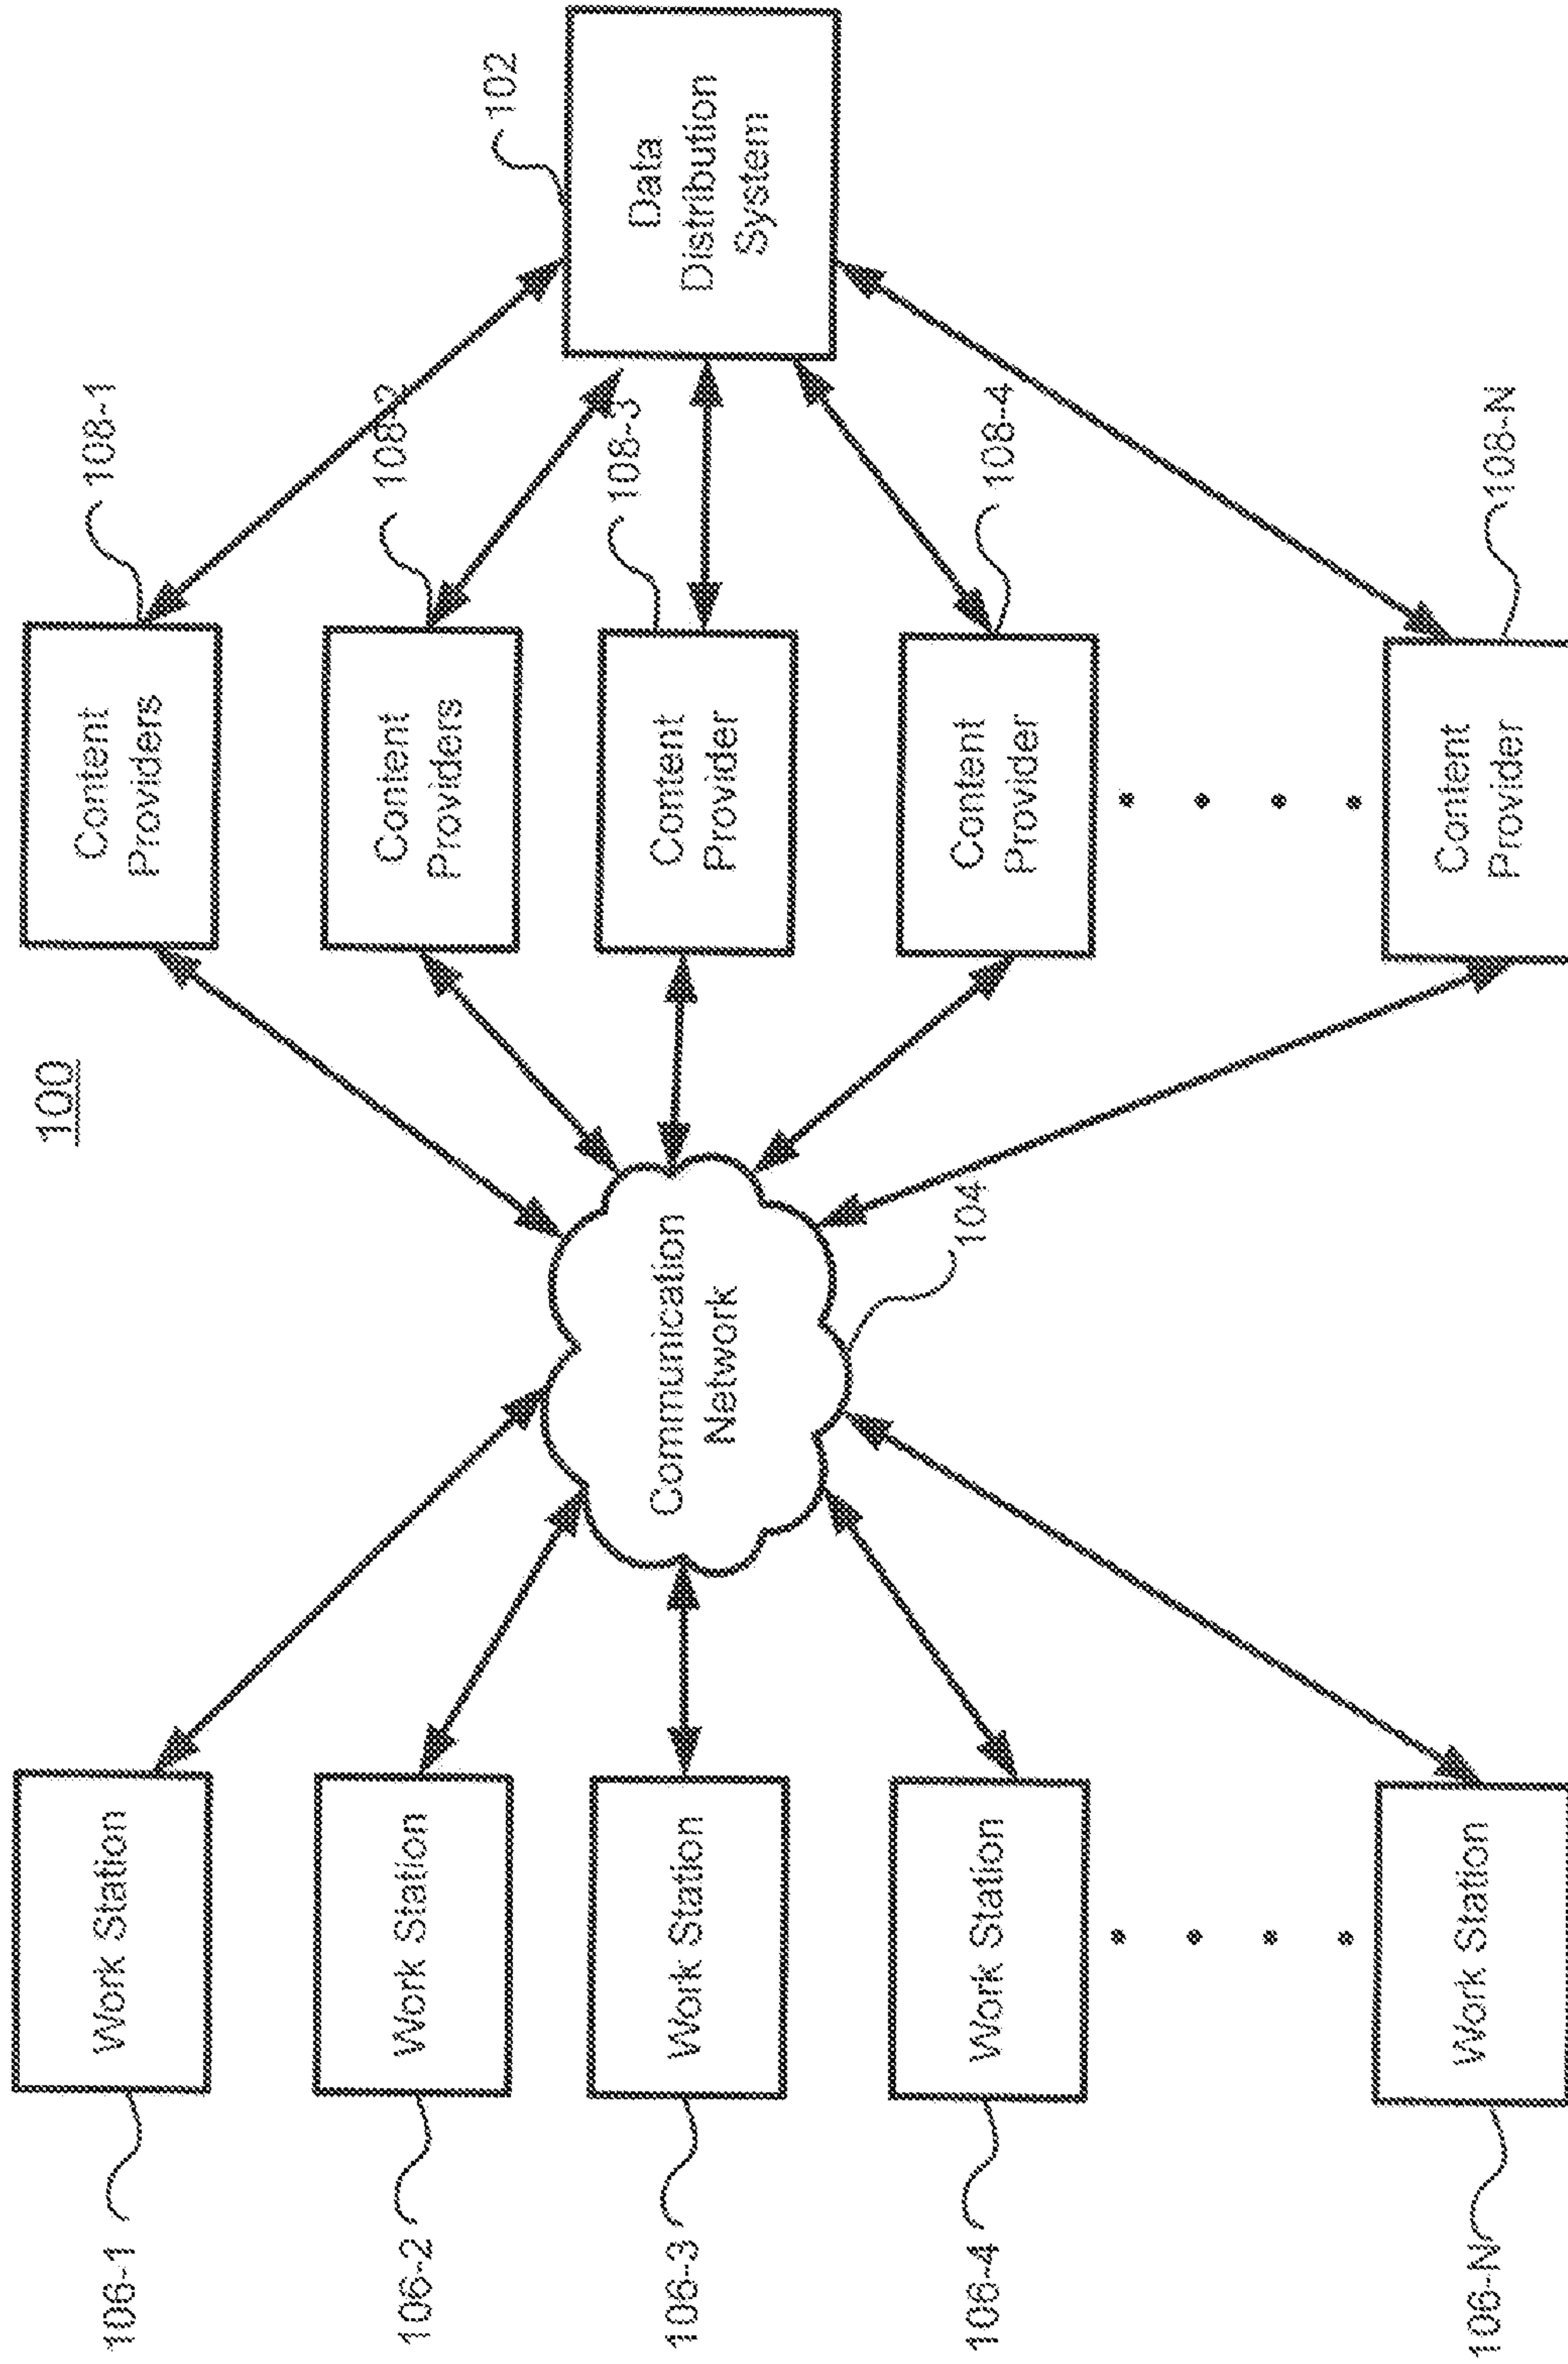 100
106-1
Work Station
106-2
Work Station
106-3
Work Station
106-4
Work Station
106-N
Work Station
Communication
Network
104
Content
Providers
108-1
Content
Providers
108-2
Content
Provider
108-3
Content
Provider
108-4
Content
Provider
108-N
Data
Distribution
System
102